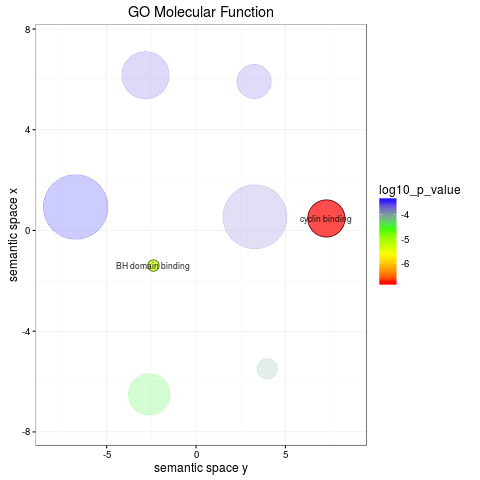 GO Molecular Function
8
4
0
-4
-8
semantic space x
cyclin binding
BH domain binding
-5
0
5
semantic space y
log10_p_value
-4
-5
-6